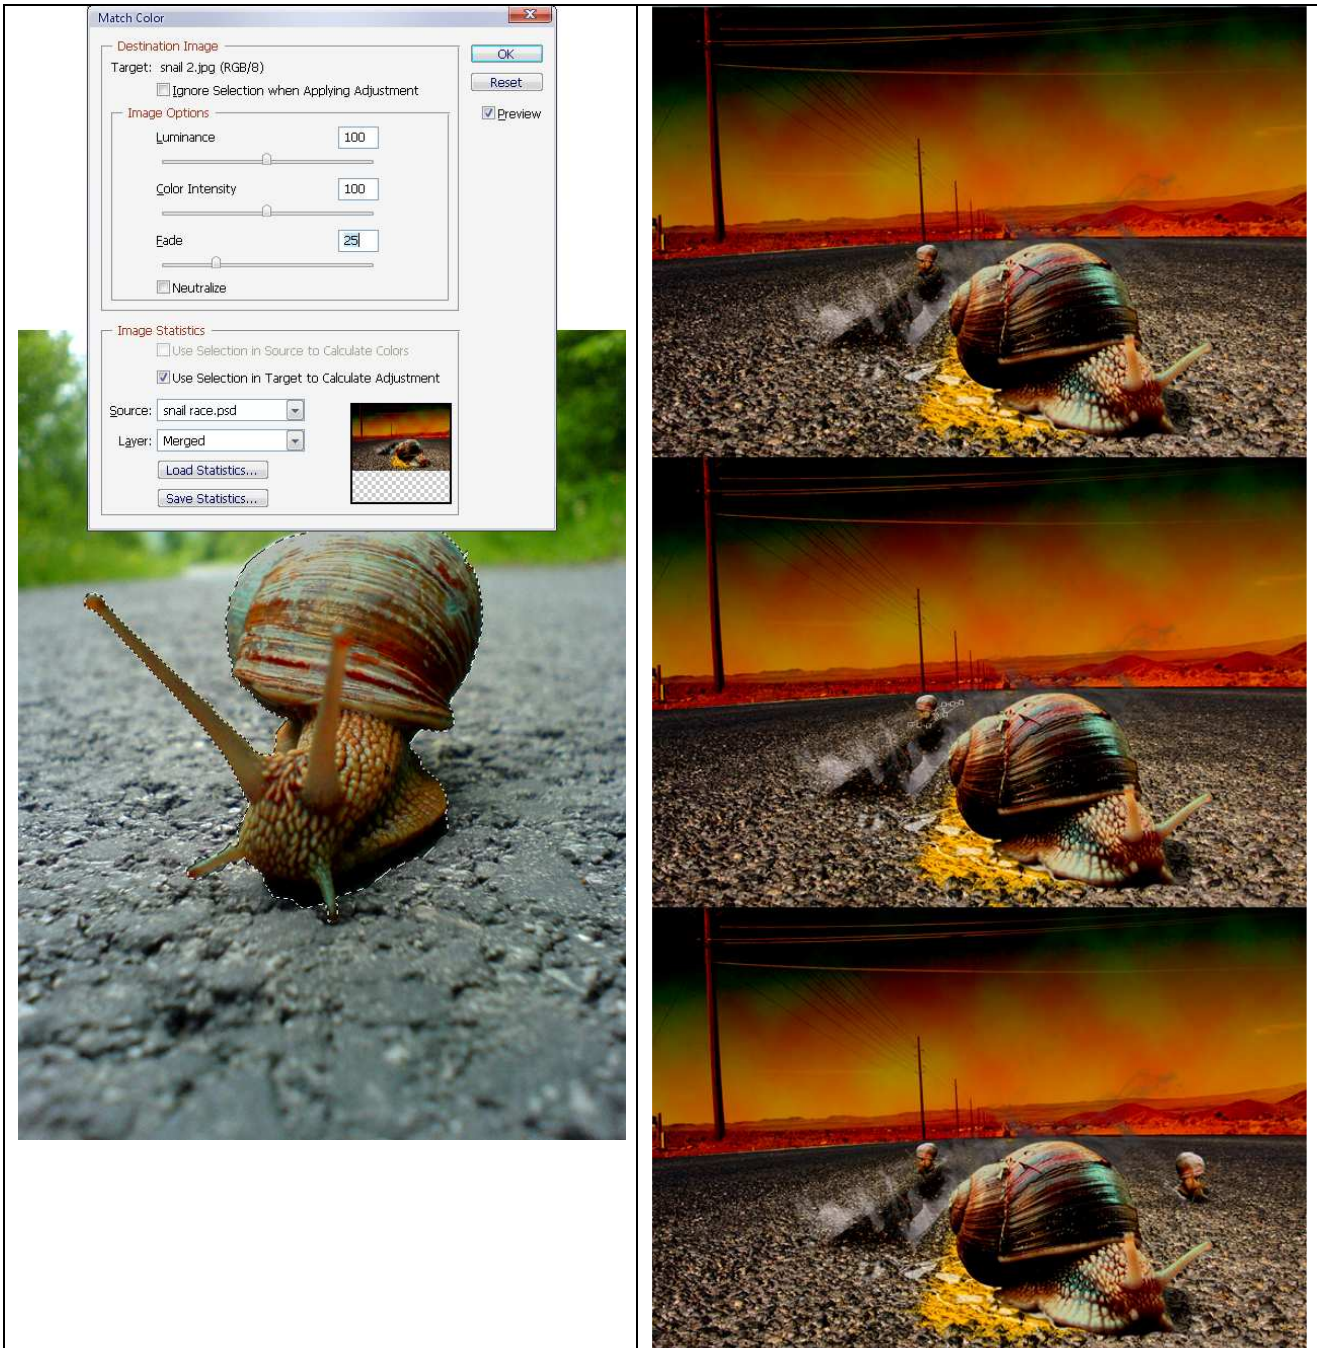 Match Color
Destination Image
Target: snail 2.jpg (RGB/8)
Ignore Selection when Applying Adjustment
Image Options
Luminance 100
Color Intensity 100
Fade 25
Neutralize
OK
Reset
Preview
Image Statistics
Use Selection in Source to Calculate Colors
Use Selection in Target to Calculate Adjustment
Source: snail race.psd
Layer: Merged
Load Statistics...
Save Statistics...